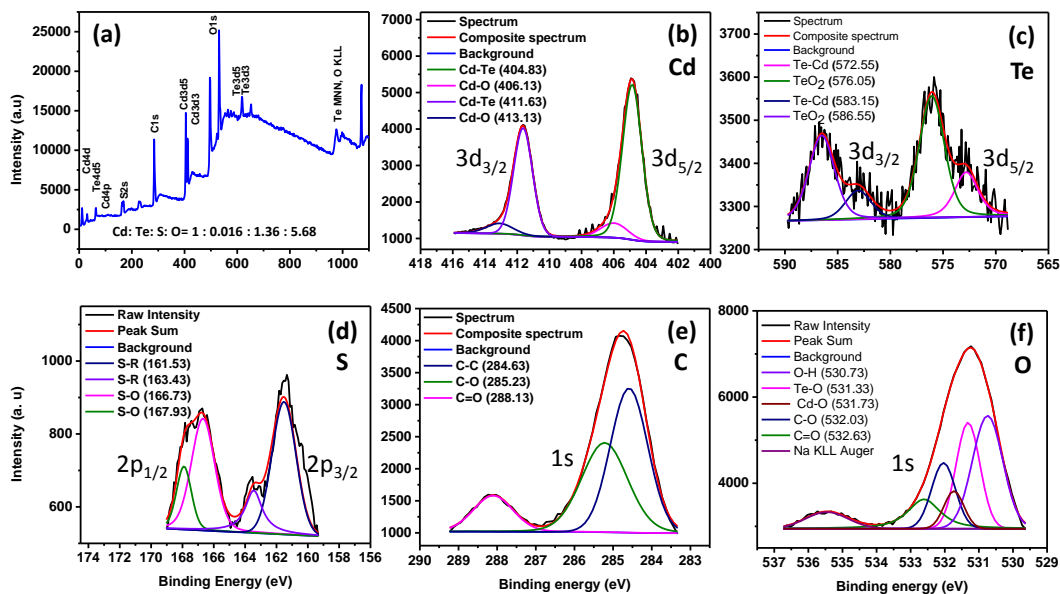 (a)
Intensity (a.u)
25000
20000
15000
10000
5000
0
Cd4d
Te4d5
Cd4p
S2s
C1s
Cd3d5
Cd3d3
O1s
Te3d5
Te3d3
Te MNN, O KLL
Cd: Te: S: O= 1 : 0.016 : 1.36 : 5.68
0 200 400 600 800 1000
(b)
Cd
Spectrum
Composite spectrum
Background
Cd-Te (404.83)
Cd-O (406.13)
Cd-Te (411.63)
Cd-O (413.13)
3d3/2
3d5/2
7000
6000
5000
4000
3000
2000
1000
418 416 414 412 410 408 406 404 402 400
(c)
Te
Spectrum
Composite spectrum
Background
Te-Cd (572.55)
TeO2 (576.05)
Te-Cd (583.15)
TeO2 (586.55)
3d3/2
3d5/2
3700
3600
3500
3400
3300
3200
590 585 580 575 570 565
(d)
S
Raw Intensity
Peak Sum
Background
S-R (161.53)
S-R (163.43)
S-O (166.73)
S-O (167.93)
2p1/2
2p3/2
Intensity (a. u)
1000
800
600
174 172 170 168 166 164 162 160 158 156
Binding Energy (eV)
(e)
C
Spectrum
Composite spectrum
Background
C-C (284.63)
C-O (285.23)
C=O (288.13)
1s
4500
4000
3500
3000
2500
2000
1500
1000
290 289 288 287 286 285 284 283
Binding energy (eV)
(f)
O
Raw Intensity
Peak Sum
Background
O-H (530.73)
Te-O (531.33)
Cd-O (531.73)
C-O (532.03)
C=O (532.63)
Na KLL Auger
1s
8000
6000
4000
2000
537 536 535 534 533 532 531 530 529
Binding Energy (eV)